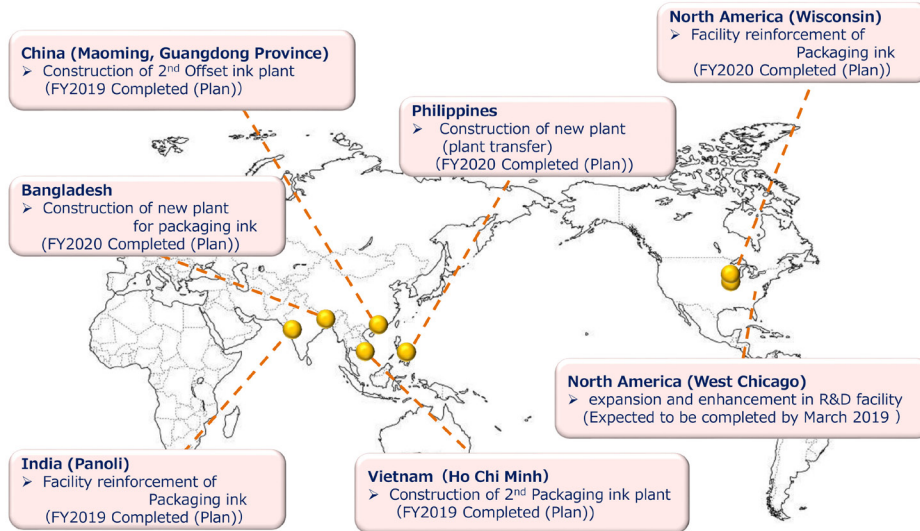 China (Maoming, Guangdong Province)
➢ Construction of 2nd Offset ink plant
(FY2019 Completed (Plan))
North America (Wisconsin)
➢ Facility reinforcement of
Packaging ink
(FY2020 Completed (Plan))
Philippines
➢ Construction of new plant
(plant transfer)
(FY2020 Completed (Plan))
Bangladesh
➢ Construction of new plant
for packaging ink
(FY2020 Completed (Plan))
North America (West Chicago)
➢ expansion and enhancement in R&D facility
(Expected to be completed by March 2019 )
India (Panoli)
➢ Facility reinforcement of
Packaging ink
(FY2019 Completed (Plan))
Vietnam（Ho Chi Minh)
➢ Construction of 2nd Packaging ink plant
(FY2019 Completed (Plan))